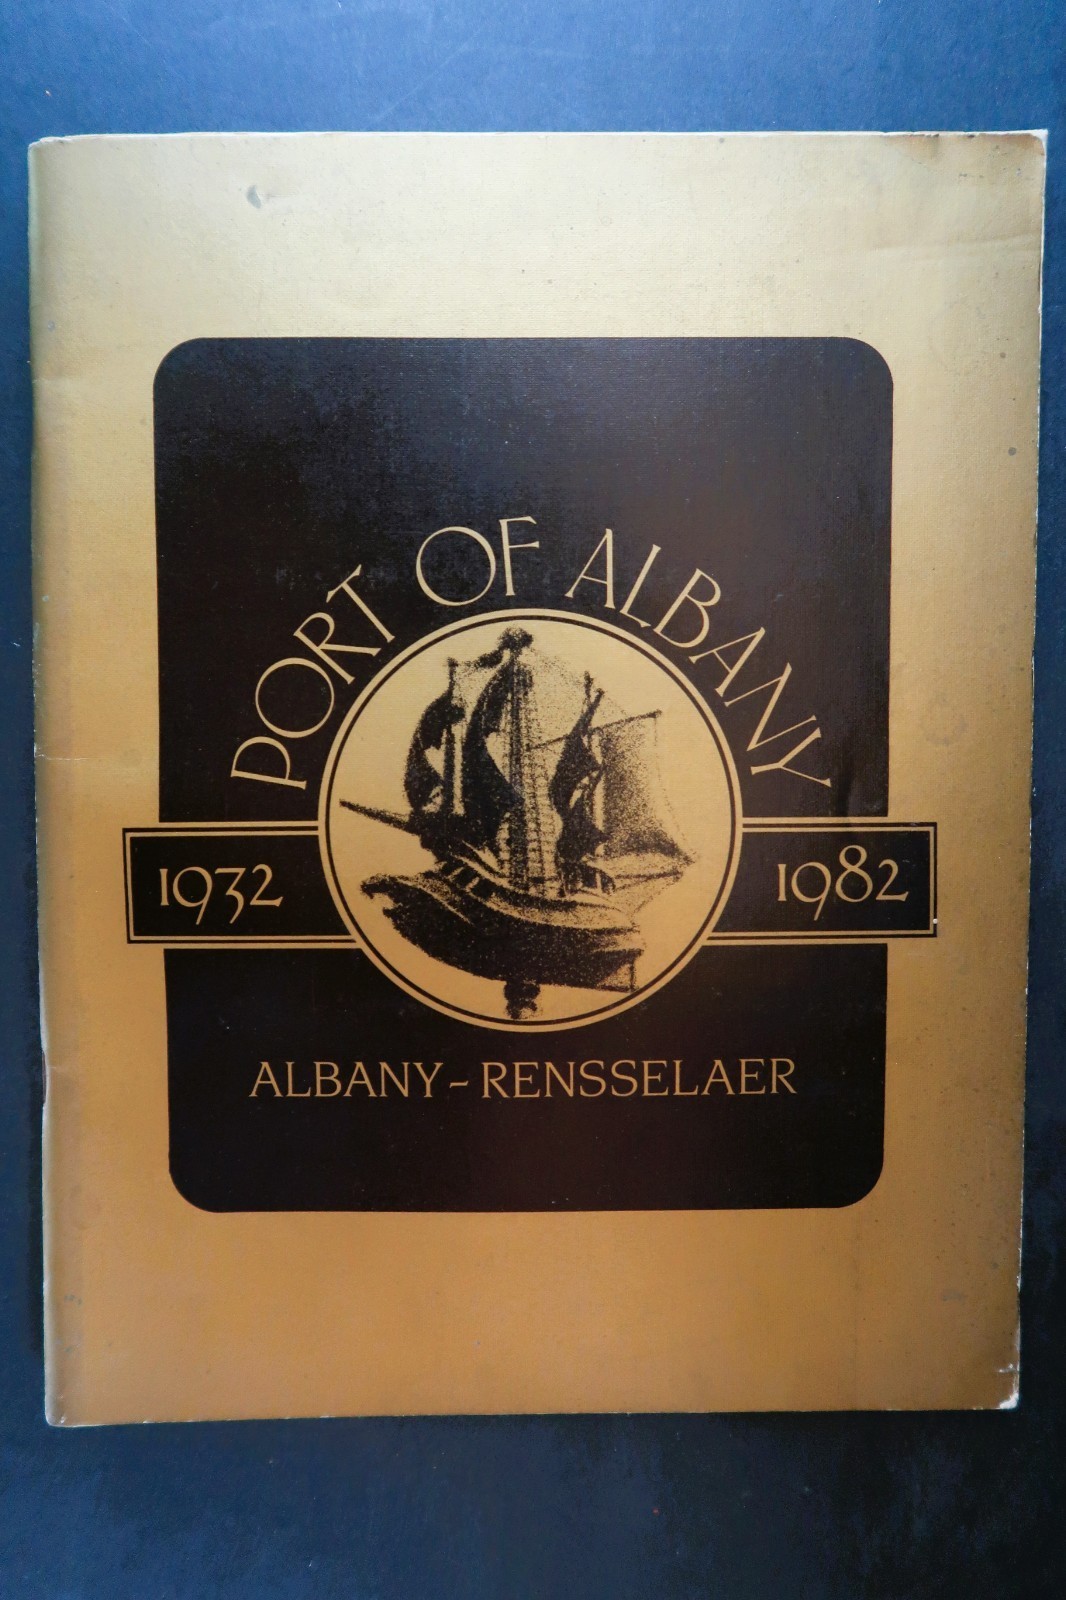 PORT OF ALBANY
1932 1982
ALBANY - RENSSELAER